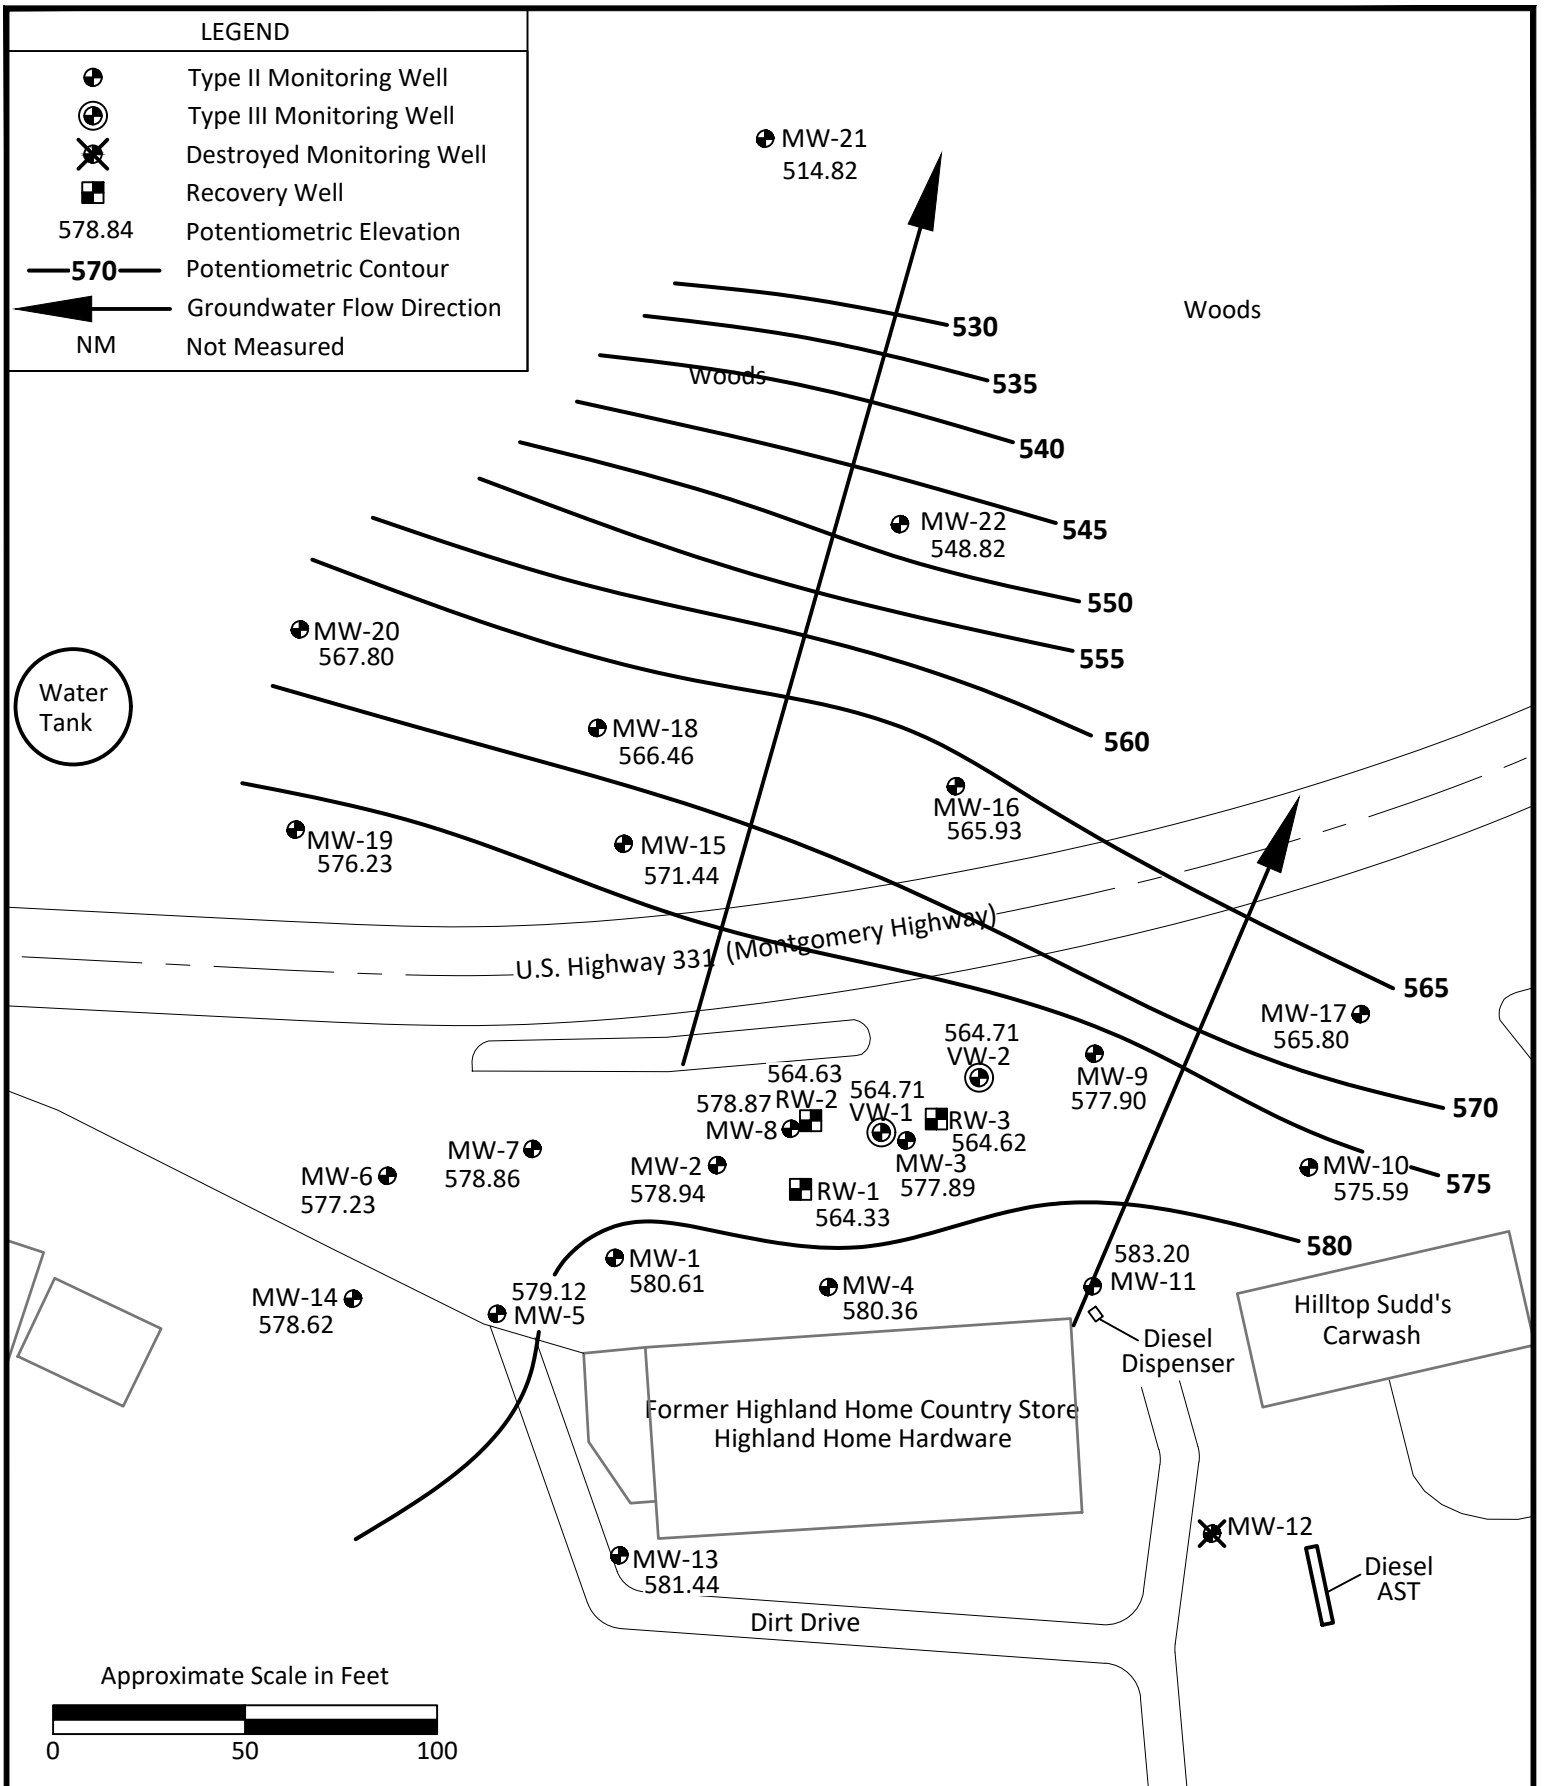 LEGEND
Type II Monitoring Well
Type III Monitoring Well
Destroyed Monitoring Well
Recovery Well
578.84 Potentiometric Elevation
570 Potentiometric Contour
Groundwater Flow Direction
NM Not Measured
MW-21
514.82
Woods
530
Woods
535
540
545
MW-22
548.82
550
555
560
MW-20
567.80
Water
Tank
MW-18
566.46
MW-16
565.93
MW-19
576.23
MW-15
571.44
U.S. Highway 331 (Montgomery Highway)
565
MW-17
565.80
570
564.71
VW-2
MW-9
577.90
564.63
RW-2
564.71
VW-1
578.87
MW-8
RW-3
564.62
MW-3
577.89
MW-7
578.86
MW-6
577.23
MW-2
578.94
RW-1
564.33
MW-10
575.59
575
580
MW-1
580.61
579.12
MW-5
MW-14
578.62
MW-4
580.36
583.20
MW-11
Diesel
Dispenser
Hilltop Sudd's
Carwash
Former Highland Home Country Store
Highland Home Hardware
MW-12
Diesel
AST
MW-13
581.44
Dirt Drive
Approximate Scale in Feet
0 50 100